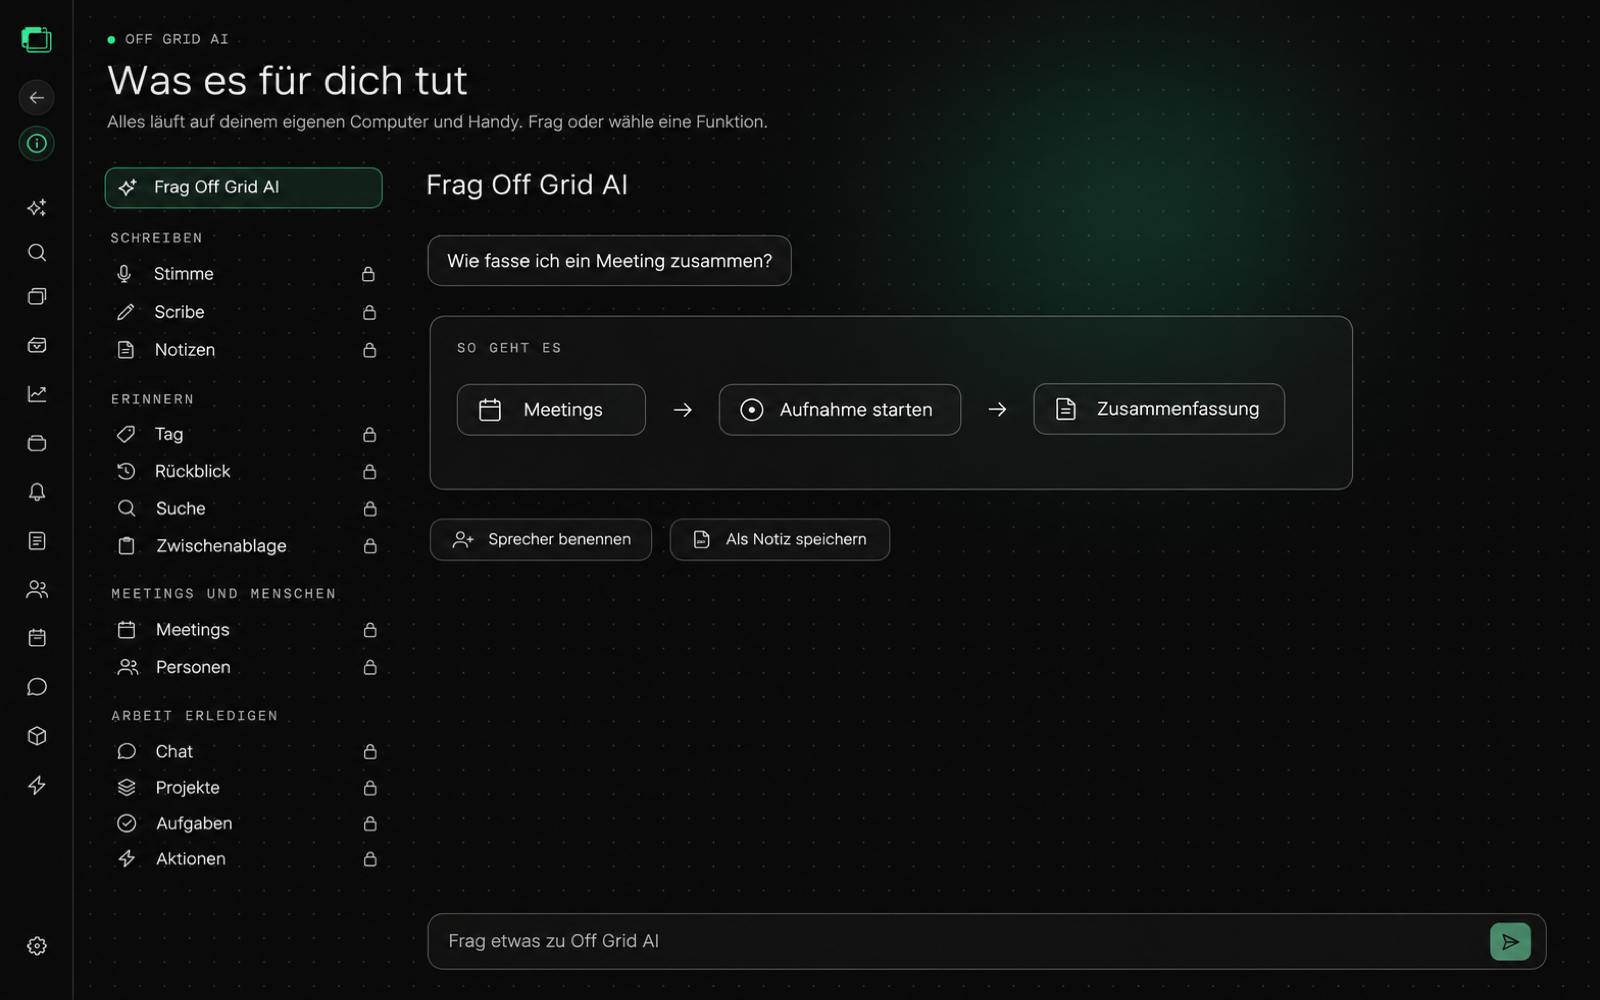 OFF GRID AI
Was es für dich tut
Alles läuft auf deinem eigenen Computer und Handy. Frag oder wähle eine Funktion.
Frag Off Grid AI
SCHREIBEN
Stimme
Scribe
Notizen
ERINNERN
Tag
Rückblick
Suche
Zwischenablage
MEETINGS UND MENSCHEN
Meetings
Personen
ARBEIT ERLEDIGEN
Chat
Projekte
Aufgaben
Aktionen
Frag Off Grid AI
Wie fasse ich ein Meeting zusammen?
SO GEHT ES
Meetings → Aufnahme starten → Zusammenfassung
Sprecher benennen
Als Notiz speichern
Frag etwas zu Off Grid AI